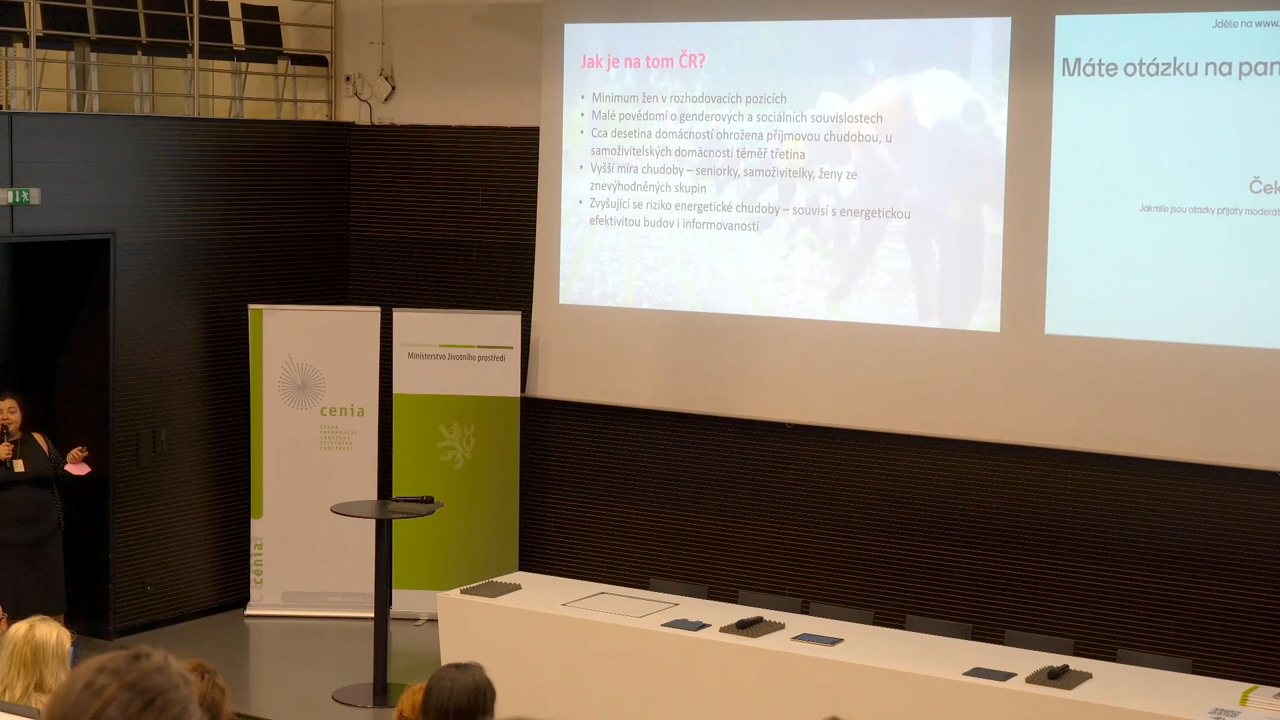 Jak je na tom ČR?
• Minimum žen v rozhodovacích pozicích
• Malé povědomí o genderových a sociálních souvislostech
• Cca desetina domácností ohrožena příjmovou chudobou, u
samoživitelských domácností téměř třetina
• Vyšší míra chudoby – seniorky, samoživitelky, ženy ze
znevýhodněných skupin
• Zvyšující se riziko energetické chudoby – souvisí s energetickou
efektivitou budov i informovaností
Jděte na www.
Máte otázku na pan
Ček
Jakmile jsou otázky přijaty moderát
cenia
ČESKÁ
INFORMAČNÍ
AGENTURA
ŽIVOTNÍHO
PROSTŘEDÍ
cenia
Ministerstvo životního prostředí